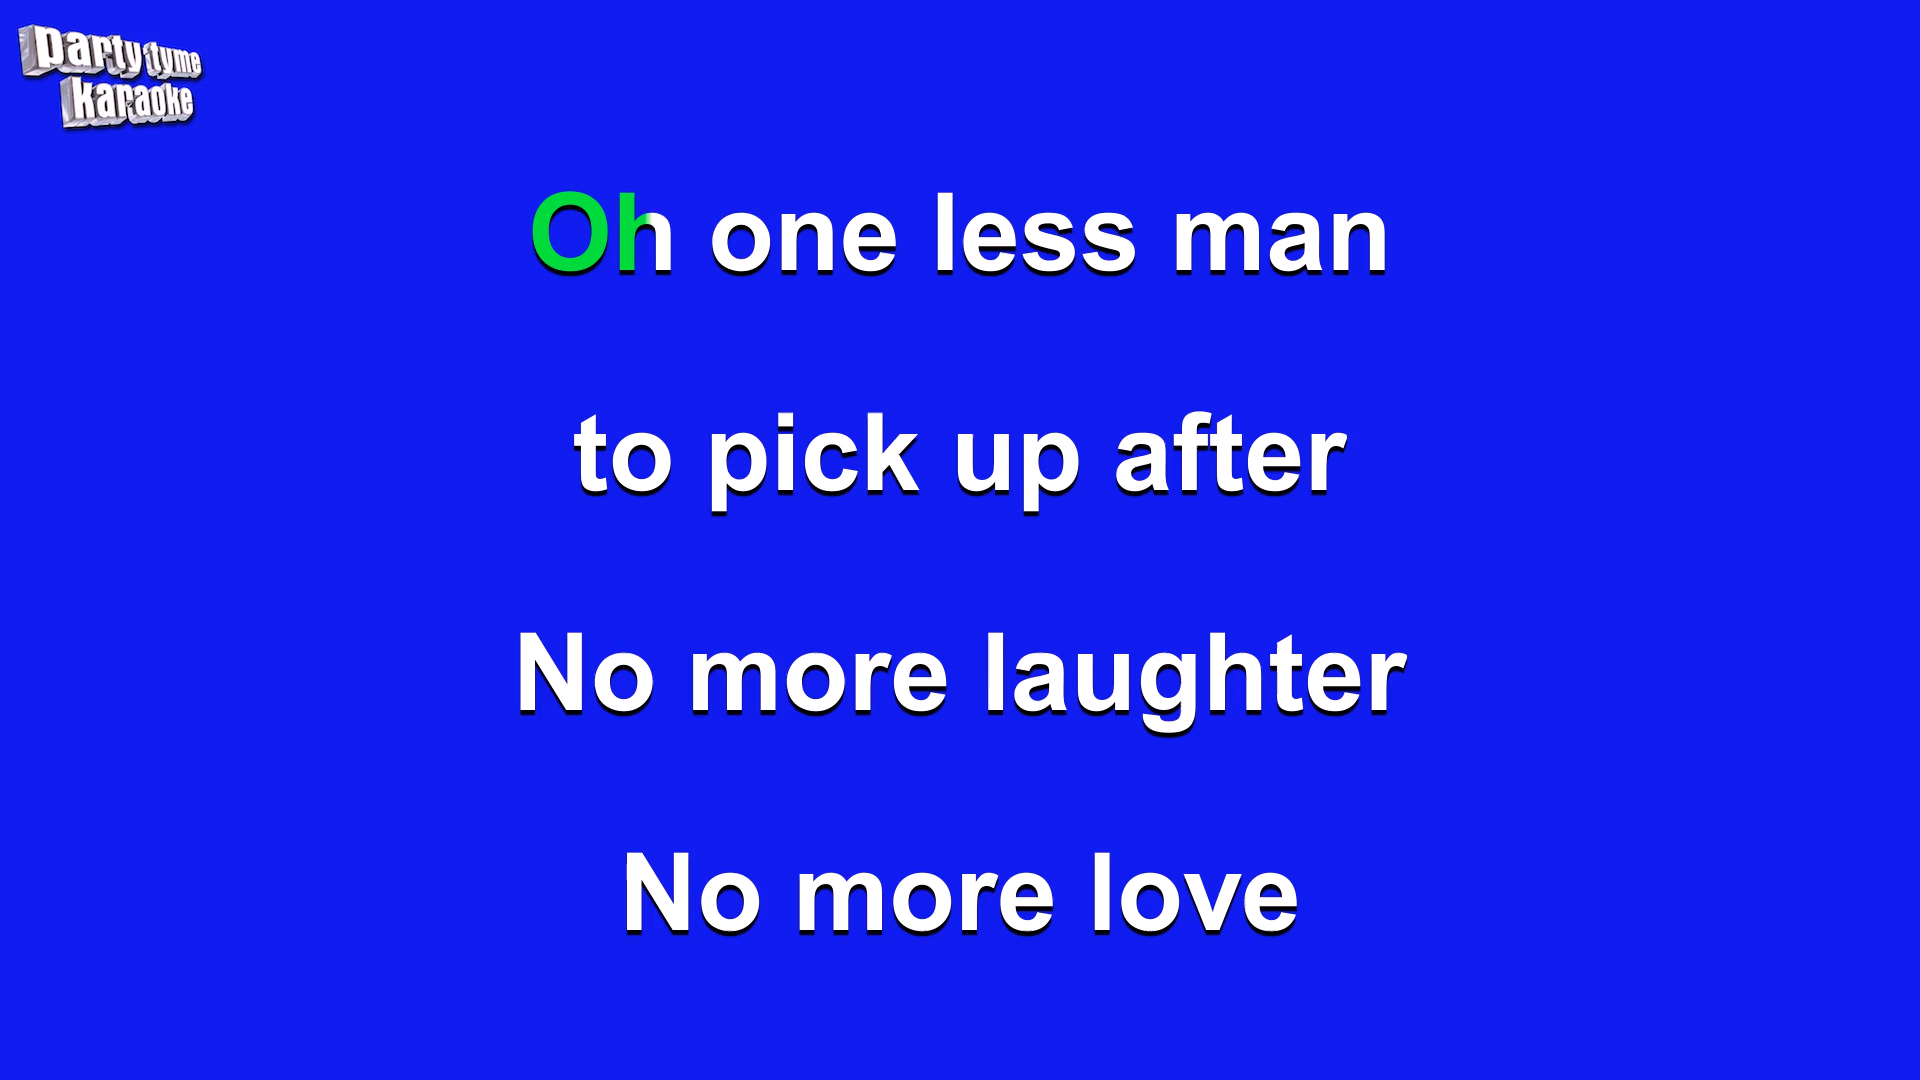 party tyme
karaoke
Oh one less man
to pick up after
No more laughter
No more love